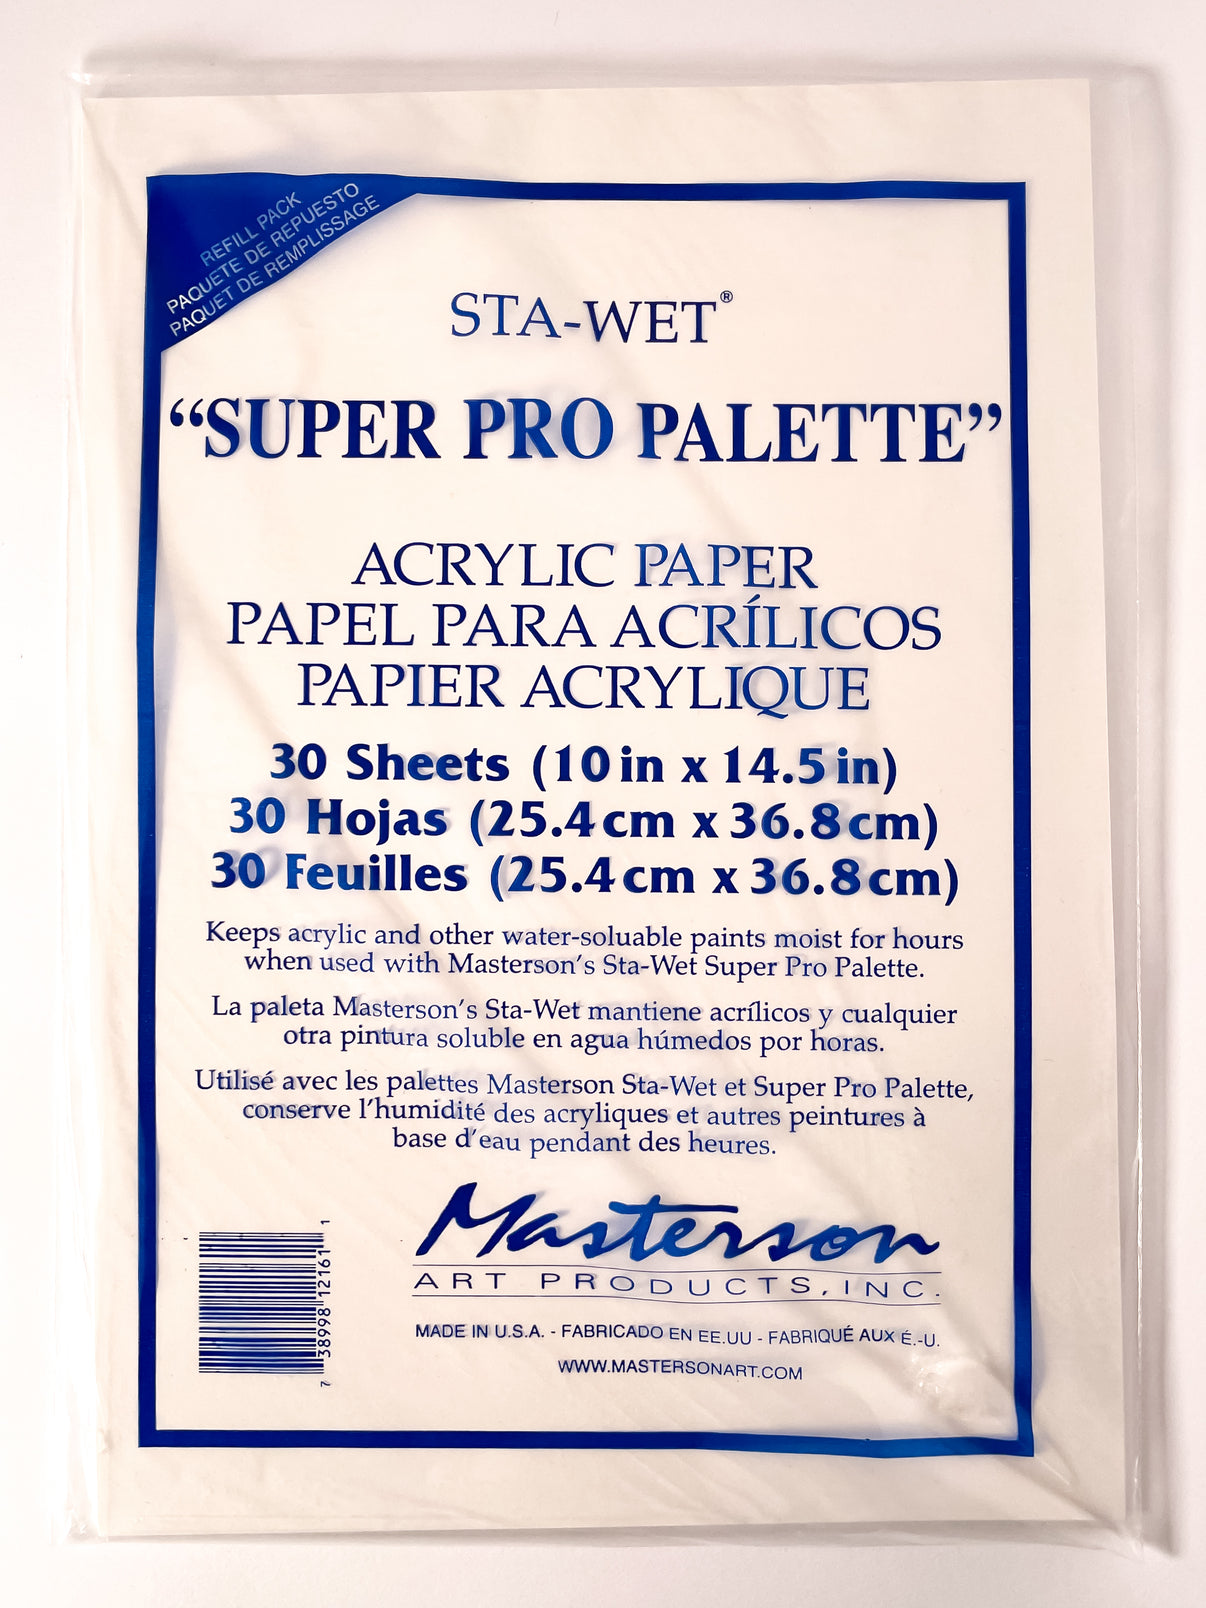 REFILL PACK
PAQUETE DE REPUESTO
PAQUET DE REMPLISSAGE
STA-WET®
“SUPER PRO PALETTE”
ACRYLIC PAPER
PAPEL PARA ACRÍLICOS
PAPIER ACRYLIQUE
30 Sheets (10 in x 14.5 in)
30 Hojas (25.4 cm x 36.8 cm)
30 Feuilles (25.4 cm x 36.8 cm)
Keeps acrylic and other water-soluable paints moist for hours
when used with Masterson’s Sta-Wet Super Pro Palette.
La paleta Masterson’s Sta-Wet mantiene acrílicos y cualquier
otra pintura soluble en agua húmedos por horas.
Utilisé avec les palettes Masterson Sta-Wet et Super Pro Palette,
conserve l’humidité des acryliques et autres peintures à
base d’eau pendant des heures.
Masterson
ART PRODUCTS, INC.
MADE IN U.S.A. - FABRICADO EN EE.UU - FABRIQUÉ AUX É.-U.
WWW.MASTERSONART.COM
7 38998 12161 1